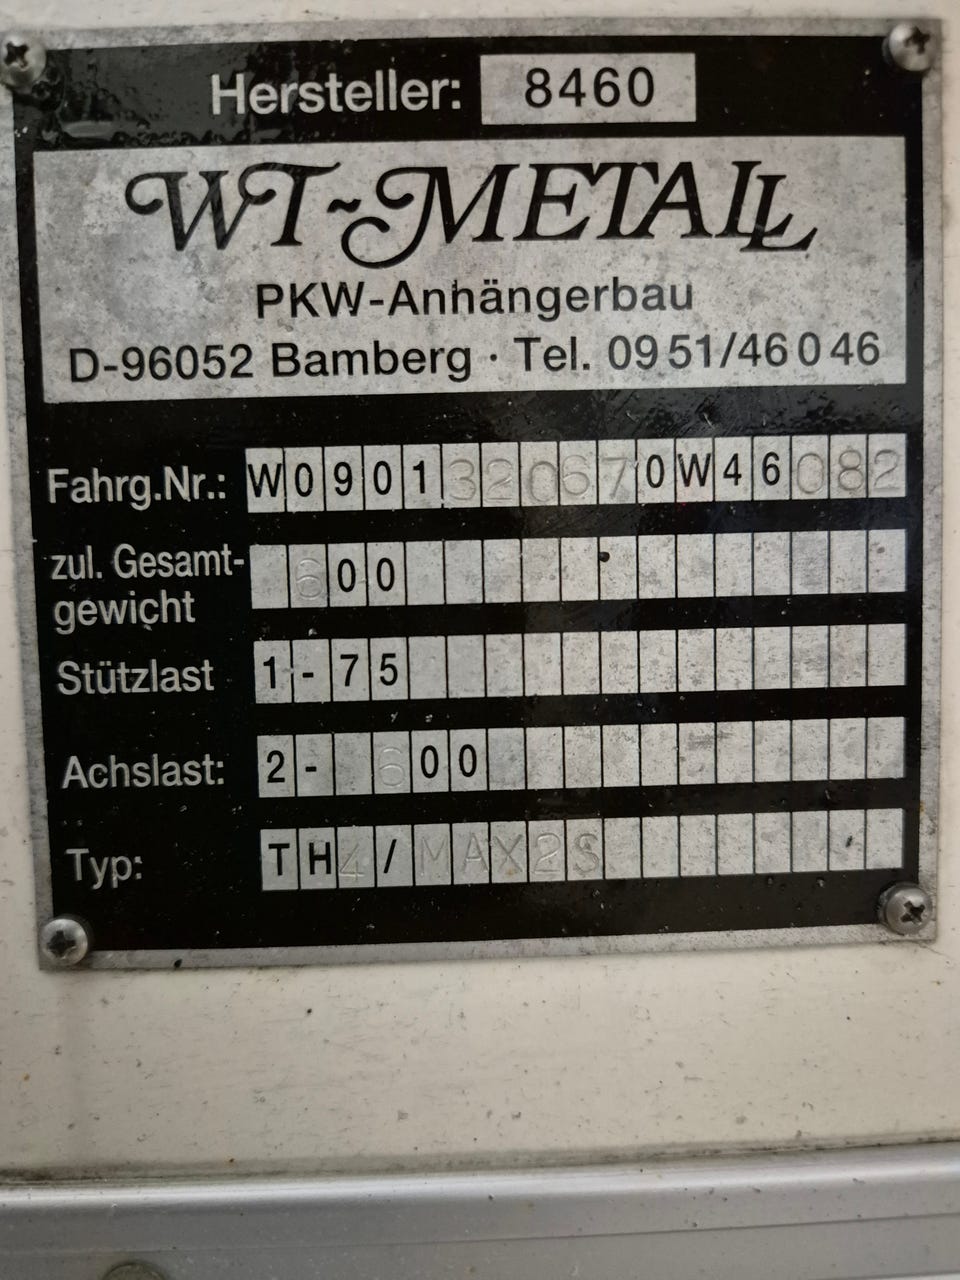 Hersteller: 8460
WT~METALL
PKW-Anhängerbau
D-96052 Bamberg · Tel. 0951/46046
Fahrg.Nr.: W09013206700W46082
zul. Gesamt-
gewicht 600
Stützlast 1-75
Achslast: 2- 600
Typ: TH4/MAX2S